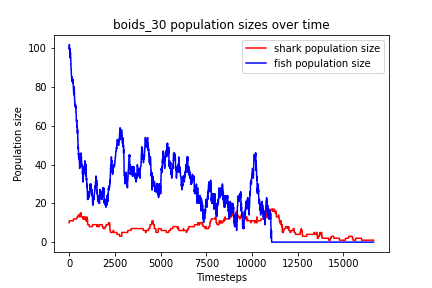 boids_30 population sizes over time
shark population size
fish population size
100
80
60
40
20
0
Population size
0
2500
5000
7500
10000
12500
15000
Timesteps